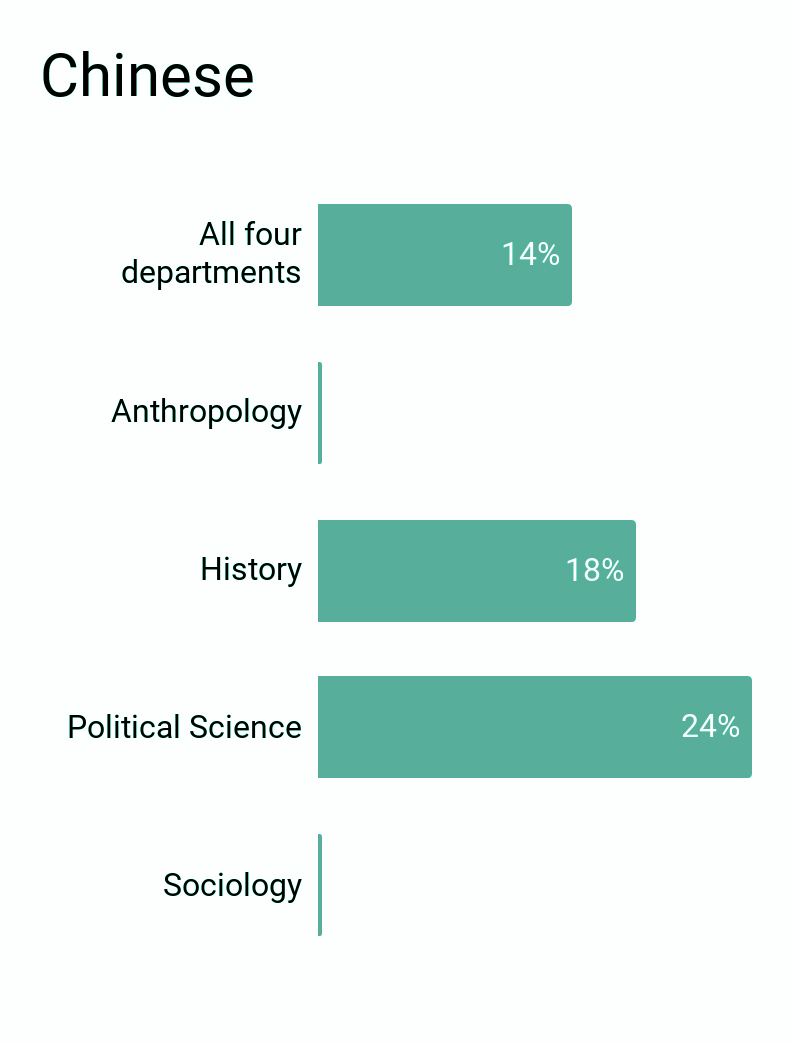 Chinese
All four
departments
14%
Anthropology
History
18%
Political Science
24%
Sociology